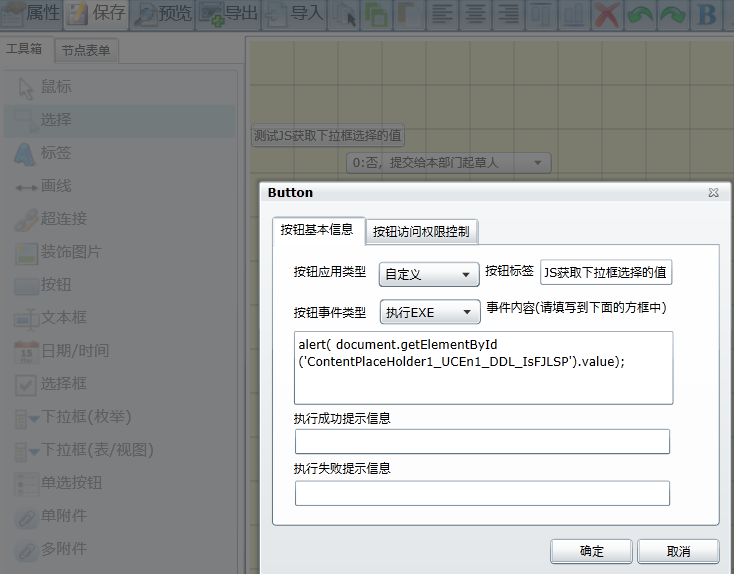 属性 保存 预览 导出 导入 B
工具箱 节点表单
鼠标
选择
标签
画线
超连接
装饰图片
按钮
文本框
15 日期/时间
选择框
下拉框(枚举)
下拉框(表/视图)
单选按钮
单附件
多附件
测试JS获取下拉框选择的值
0:否，提交给本部门起草人
Button
按钮基本信息 按钮访问权限控制
按钮应用类型 自定义 按钮标签 JS获取下拉框选择的值
按钮事件类型 执行EXE 事件内容(请填写到下面的方框中)
alert( document.getElementById
('ContentPlaceHolder1_UCEn1_DDL_IsFJLSP').value);
执行成功提示信息
执行失败提示信息
确定 取消